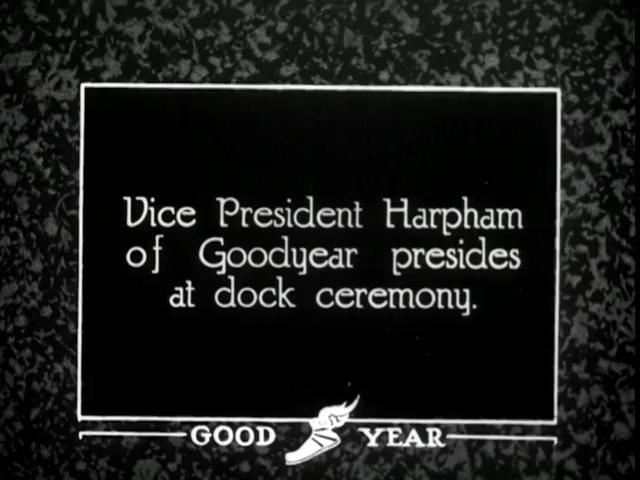 Vice President Harpham
of Goodyear presides
at dock ceremony.
GOOD YEAR